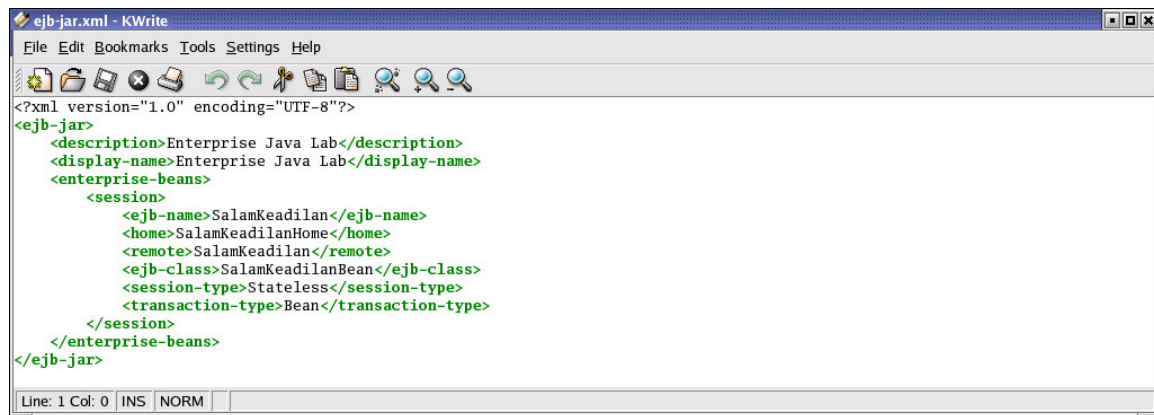 ejb-jar.xml - KWrite
File Edit Bookmarks Tools Settings Help
<?xml version="1.0" encoding="UTF-8"?>
<ejb-jar>
    <description>Enterprise Java Lab</description>
    <display-name>Enterprise Java Lab</display-name>
    <enterprise-beans>
        <session>
            <ejb-name>SalamKeadilan</ejb-name>
            <home>SalamKeadilanHome</home>
            <remote>SalamKeadilan</remote>
            <ejb-class>SalamKeadilanBean</ejb-class>
            <session-type>Stateless</session-type>
            <transaction-type>Bean</transaction-type>
        </session>
    </enterprise-beans>
</ejb-jar>
Line: 1 Col: 0 INS NORM